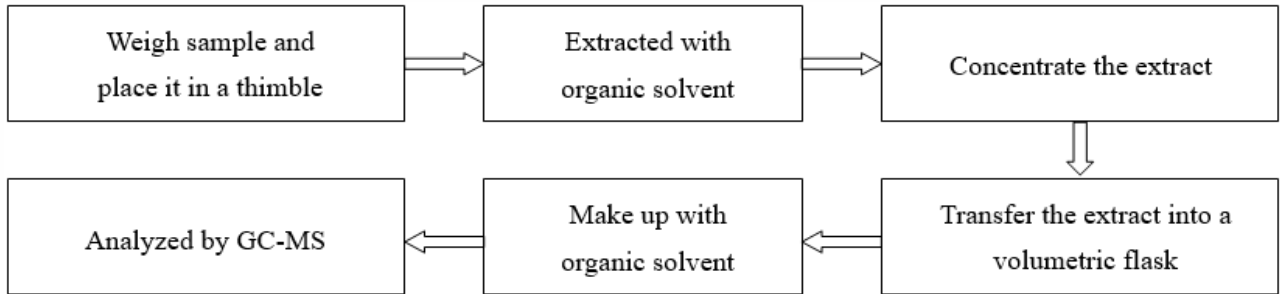 Weigh sample and
place it in a thimble
Extracted with
organic solvent
Concentrate the extract
Transfer the extract into a
volumetric flask
Make up with
organic solvent
Analyzed by GC-MS